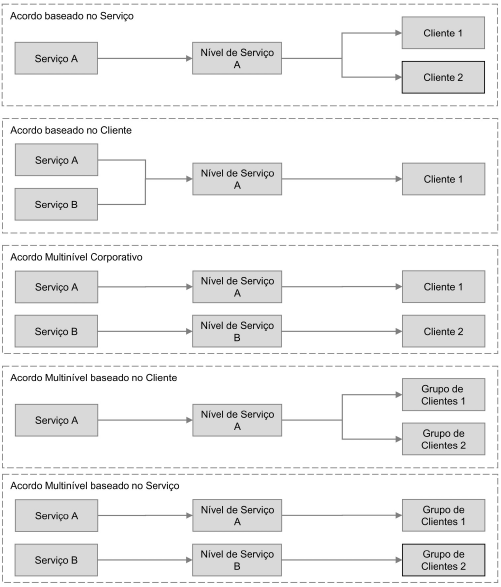 Acordo baseado no Serviço
Serviço A
Nível de Serviço
A
Cliente 1
Cliente 2
Acordo baseado no Cliente
Serviço A
Serviço B
Nível de Serviço
A
Cliente 1
Acordo Multinível Corporativo
Serviço A
Nível de Serviço
A
Cliente 1
Serviço B
Nível de Serviço
B
Cliente 2
Acordo Multinível baseado no Cliente
Serviço A
Nível de Serviço
A
Grupo de
Clientes 1
Grupo de
Clientes 2
Acordo Multinível baseado no Serviço
Serviço A
Nível de Serviço
A
Grupo de
Clientes 1
Serviço B
Nível de Serviço
B
Grupo de
Clientes 2